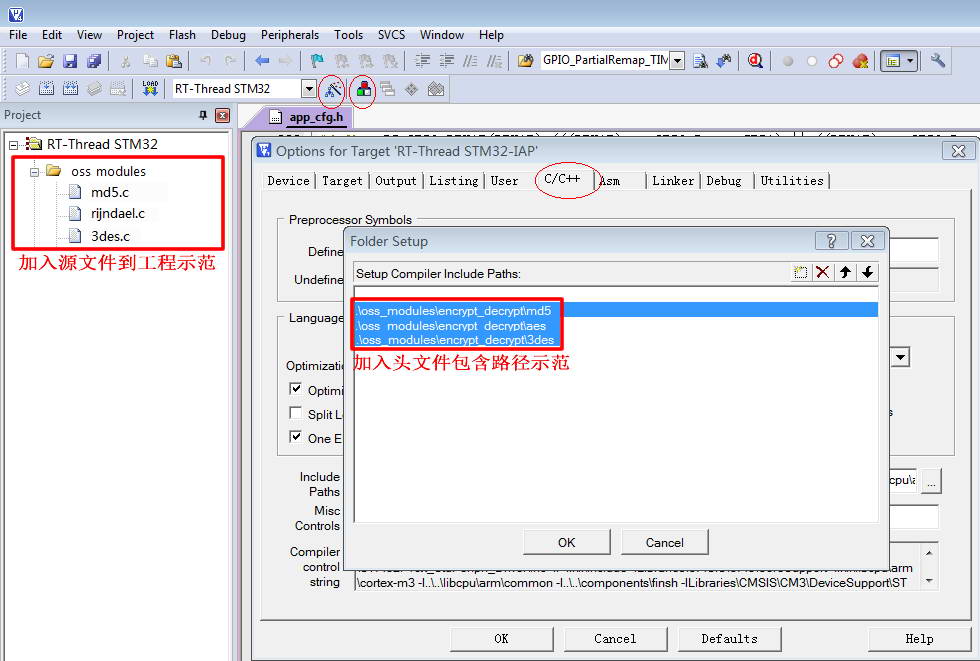 File Edit View Project Flash Debug Peripherals Tools SVCS Window Help
GPIO_PartialRemap_TIM
LOAD
RT-Thread STM32
Project
app_cfg.h
RT-Thread STM32
oss modules
md5.c
rijndael.c
3des.c
加入源文件到工程示范
Options for Target 'RT-Thread STM32-IAP'
Device Target Output Listing User C/C++ Asm Linker Debug Utilities
Preprocessor Symbols
Define
Undefine
Language
Optimizatio
Optimi
Split L
One E
Include
Paths
cpu\a
...
Misc
Controls
Compiler
control
string
\cortex-m3 -I..\..\libcpu\arm\common -I..\..\components\finsh -ILibraries\CMSIS\CM3\DeviceSupport\ST
Folder Setup
Setup Compiler Include Paths:
.\oss_modules\encrypt_decrypt\md5
.\oss_modules\encrypt_decrypt\aes
.\oss_modules\encrypt_decrypt\3des
加入头文件包含路径示范
OK Cancel
OK Cancel Defaults Help